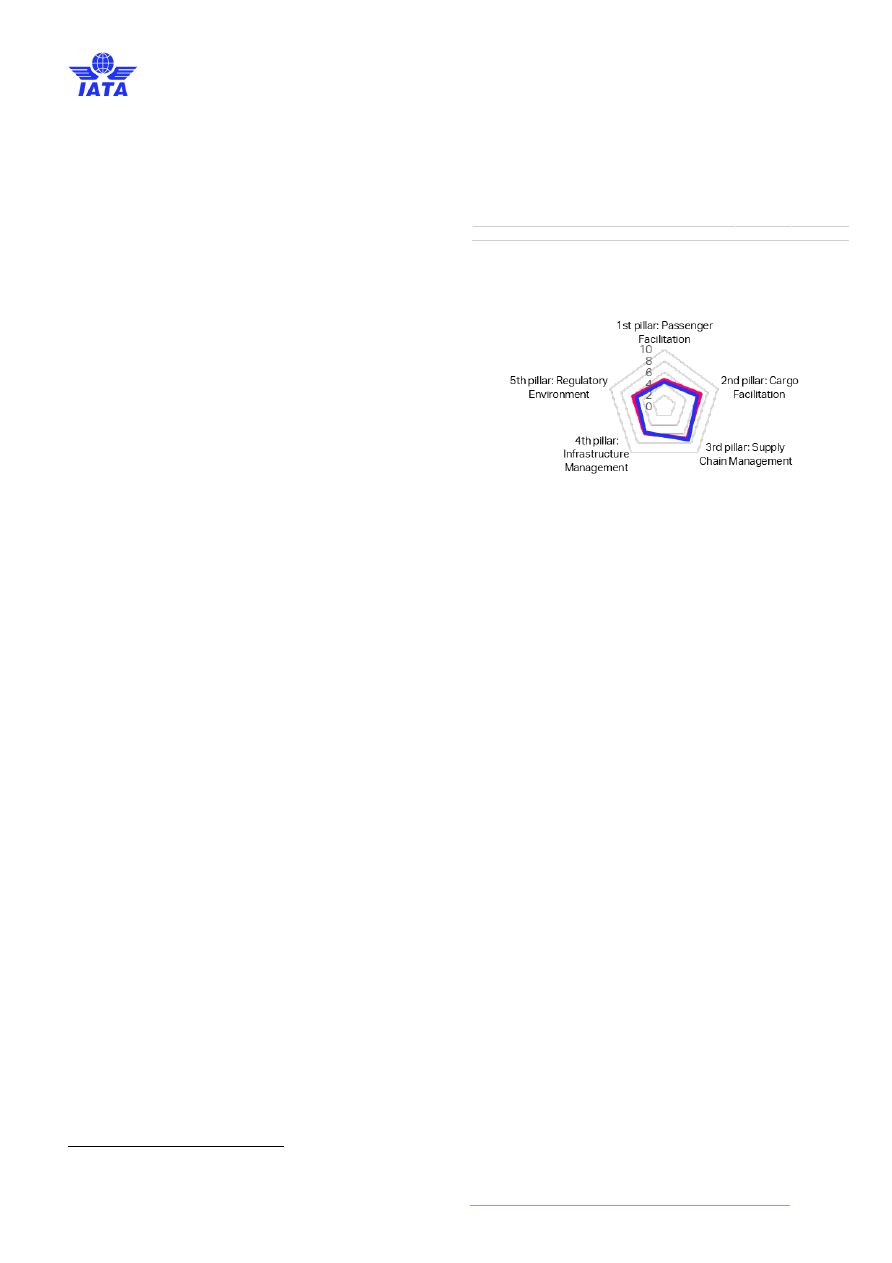 IATA
1st pillar: Passenger
Facilitation
10
8
6
4
2
0
5th pillar: Regulatory
Environment
2nd pillar: Cargo
Facilitation
4th pillar:
Infrastructure
Management
3rd pillar: Supply
Chain Management